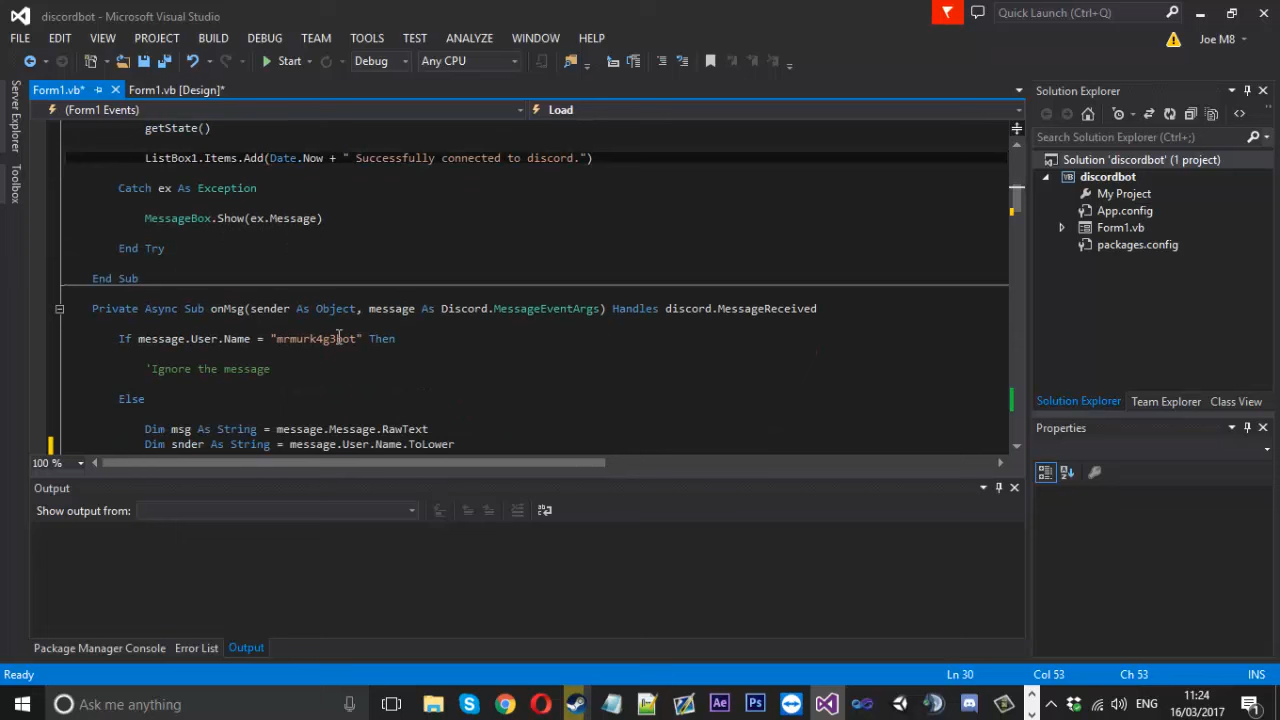 discordbot - Microsoft Visual Studio
Quick Launch (Ctrl+Q)
FILE EDIT VIEW PROJECT BUILD DEBUG TEAM TOOLS TEST ANALYZE WINDOW HELP
Joe M8
Start Debug Any CPU
Server Explorer
Toolbox
Form1.vb* Form1.vb [Design]*
(Form1 Events) Load
getState()
ListBox1.Items.Add(Date.Now + " Successfully connected to discord.")
Catch ex As Exception
MessageBox.Show(ex.Message)
End Try
End Sub
Private Async Sub onMsg(sender As Object, message As Discord.MessageEventArgs) Handles discord.MessageReceived
If message.User.Name = "mrmurk4g3bot" Then
'Ignore the message
Else
Dim msg As String = message.Message.RawText
Dim snder As String = message.User.Name.ToLower
100 %
Output
Show output from:
Package Manager Console Error List Output
Solution Explorer
Search Solution Explorer (Ctrl+;)
Solution 'discordbot' (1 project)
VB discordbot
My Project
App.config
Form1.vb
packages.config
Solution Explorer Team Explorer Class View
Properties
Ready Ln 30 Col 53 Ch 53 INS
Ask me anything
Ae Ps
11:24
16/03/2017
1